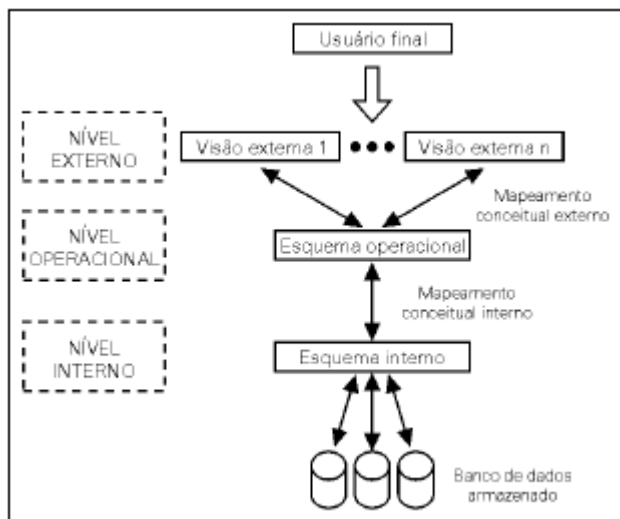 Usuário final
NÍVEL
EXTERNO
Visão externa 1
Visão externa n
Mapeamento
conceitual externo
NÍVEL
OPERACIONAL
Esquema operacional
Mapeamento
conceitual interno
NÍVEL
INTERNO
Esquema interno
Banco de dados
armazenado